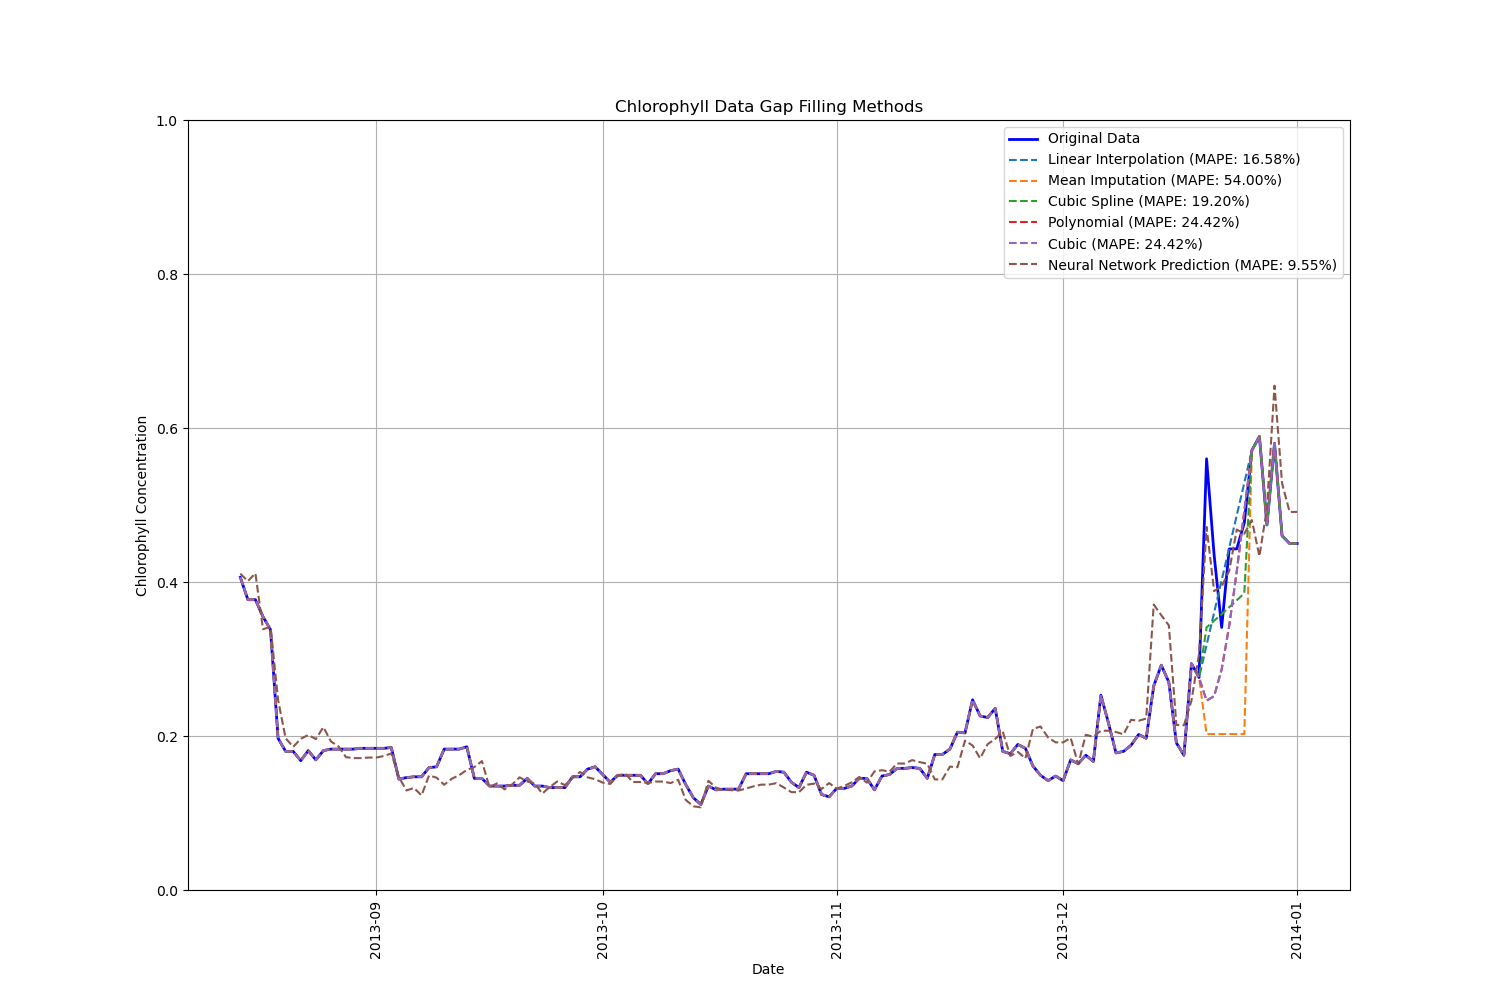 Chlorophyll Data Gap Filling Methods
1.0
0.8
0.6
0.4
0.2
0.0
Chlorophyll Concentration
Original Data
Linear Interpolation (MAPE: 16.58%)
Mean Imputation (MAPE: 54.00%)
Cubic Spline (MAPE: 19.20%)
Polynomial (MAPE: 24.42%)
Cubic (MAPE: 24.42%)
Neural Network Prediction (MAPE: 9.55%)
2013-09
2013-10
2013-11
2013-12
2014-01
Date